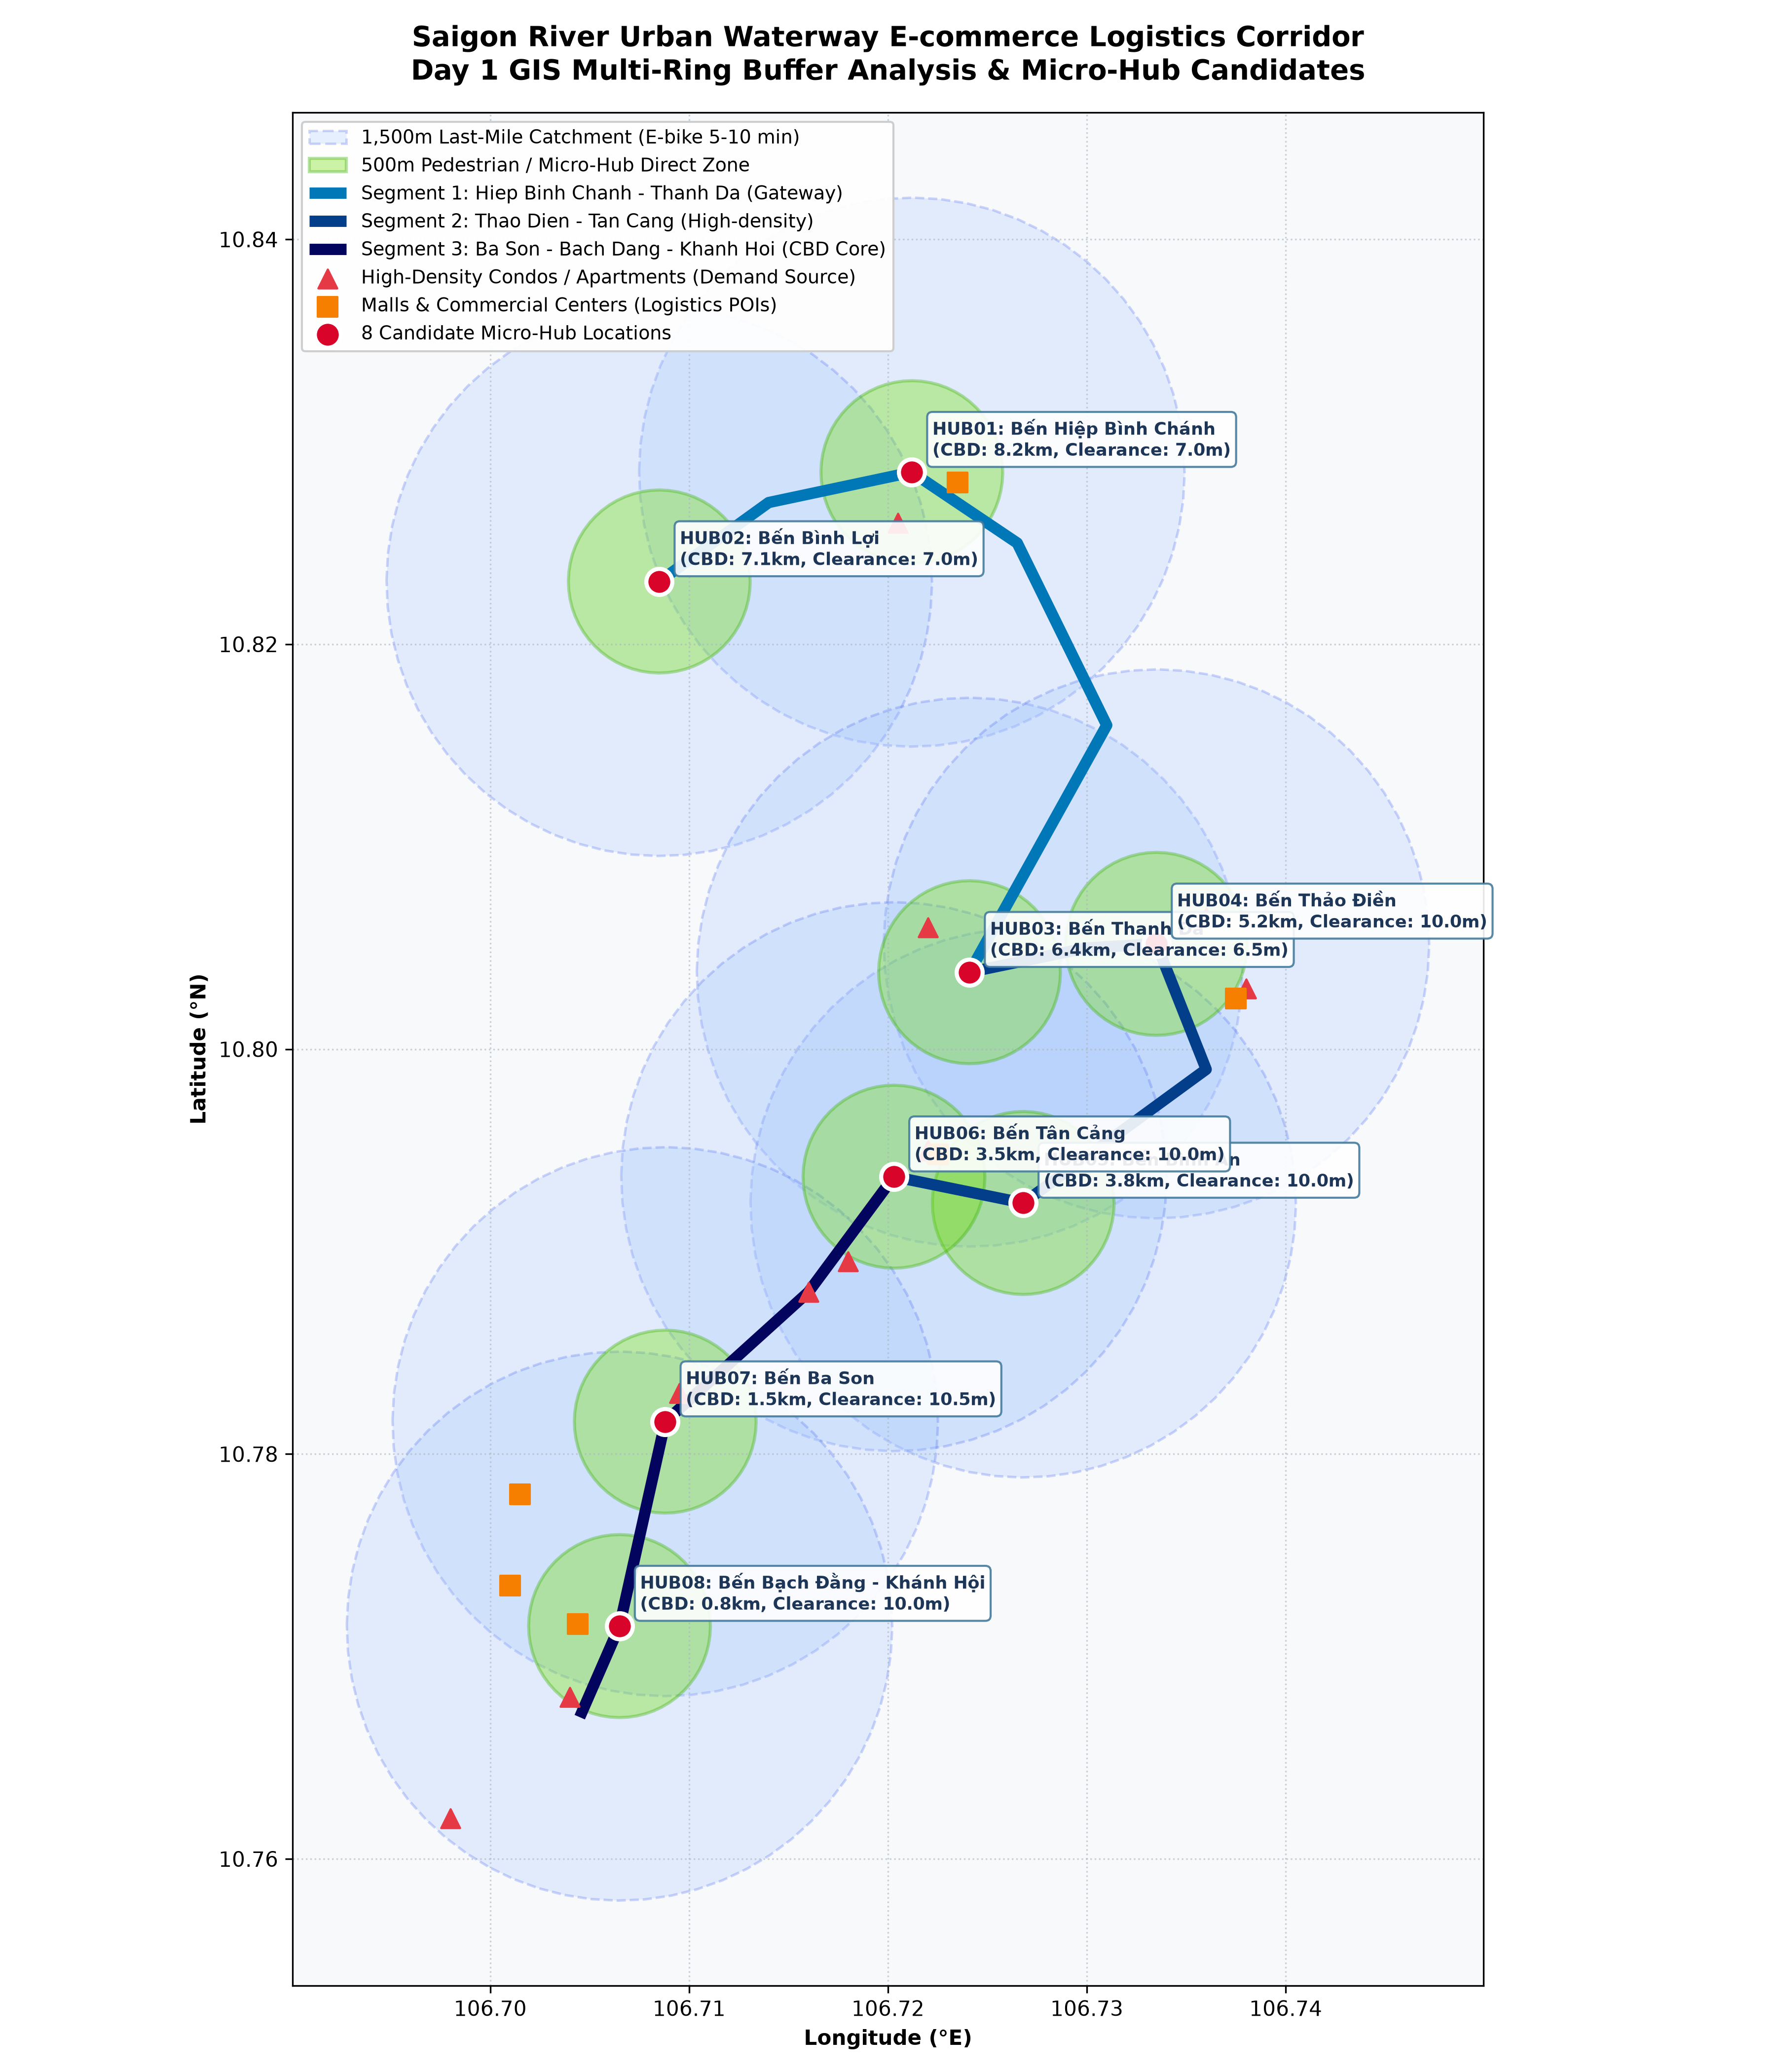 Saigon River Urban Waterway E-commerce Logistics Corridor
Day 1 GIS Multi-Ring Buffer Analysis & Micro-Hub Candidates
1,500m Last-Mile Catchment (E-bike 5-10 min)
500m Pedestrian / Micro-Hub Direct Zone
Segment 1: Hiep Binh Chanh - Thanh Da (Gateway)
Segment 2: Thao Dien - Tan Cang (High-density)
Segment 3: Ba Son - Bach Dang - Khanh Hoi (CBD Core)
High-Density Condos / Apartments (Demand Source)
Malls & Commercial Centers (Logistics POIs)
8 Candidate Micro-Hub Locations
10.84
HUB01: Bến Hiệp Bình Chánh
(CBD: 8.2km, Clearance: 7.0m)
HUB02: Bến Bình Lợi
(CBD: 7.1km, Clearance: 7.0m)
10.82
HUB04: Bến Thảo Điền
(CBD: 5.2km, Clearance: 10.0m)
HUB03: Bến Thanh
(CBD: 6.4km, Clearance: 6.5m)
Latitude (°N)
10.80
HUB06: Bến Tân Cảng
(CBD: 3.5km, Clearance: 10.0m)
(CBD: 3.8km, Clearance: 10.0m)
HUB07: Bến Ba Son
(CBD: 1.5km, Clearance: 10.5m)
10.78
HUB08: Bến Bạch Đằng - Khánh Hội
(CBD: 0.8km, Clearance: 10.0m)
10.76
106.70
106.71
106.72
106.73
106.74
Longitude (°E)